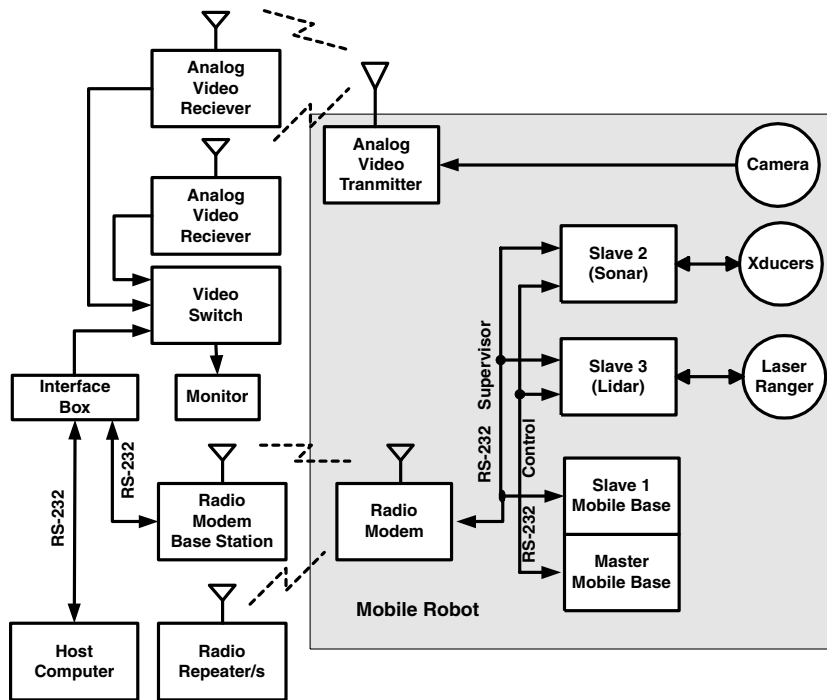 Analog
Video
Reciever
Analog
Video
Tranmitter
Camera
Analog
Video
Reciever
Slave 2
(Sonar)
Xducers
Video
Switch
Supervisor
RS-232
Slave 3
(Lidar)
Laser
Ranger
Interface
Box
Monitor
Control
RS-232
RS-232
RS-232
Radio
Modem
Base Station
Radio
Modem
Slave 1
Mobile Base
Master
Mobile Base
Mobile Robot
Host
Computer
Radio
Repeater/s